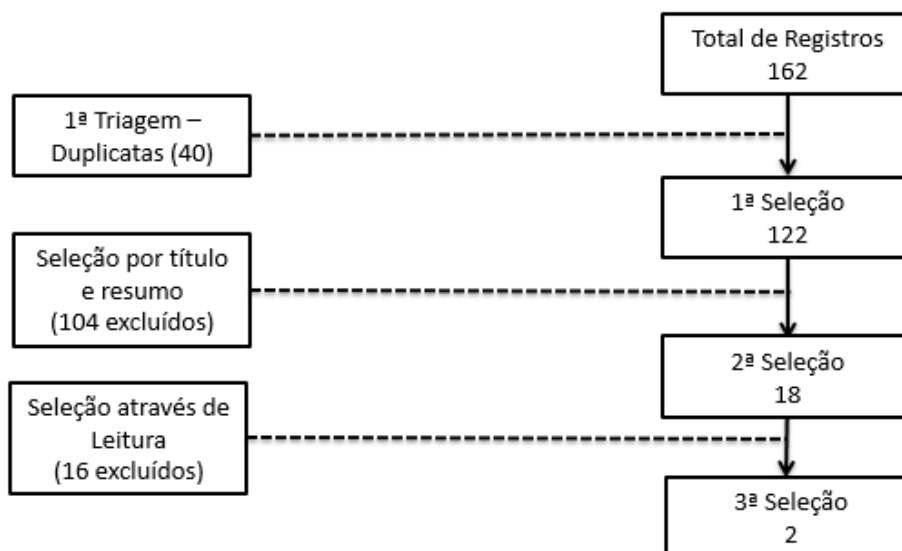 Total de Registros
162
1ª Triagem –
Duplicatas (40)
1ª Seleção
122
Seleção por título
e resumo
(104 excluídos)
2ª Seleção
18
Seleção através de
Leitura
(16 excluídos)
3ª Seleção
2